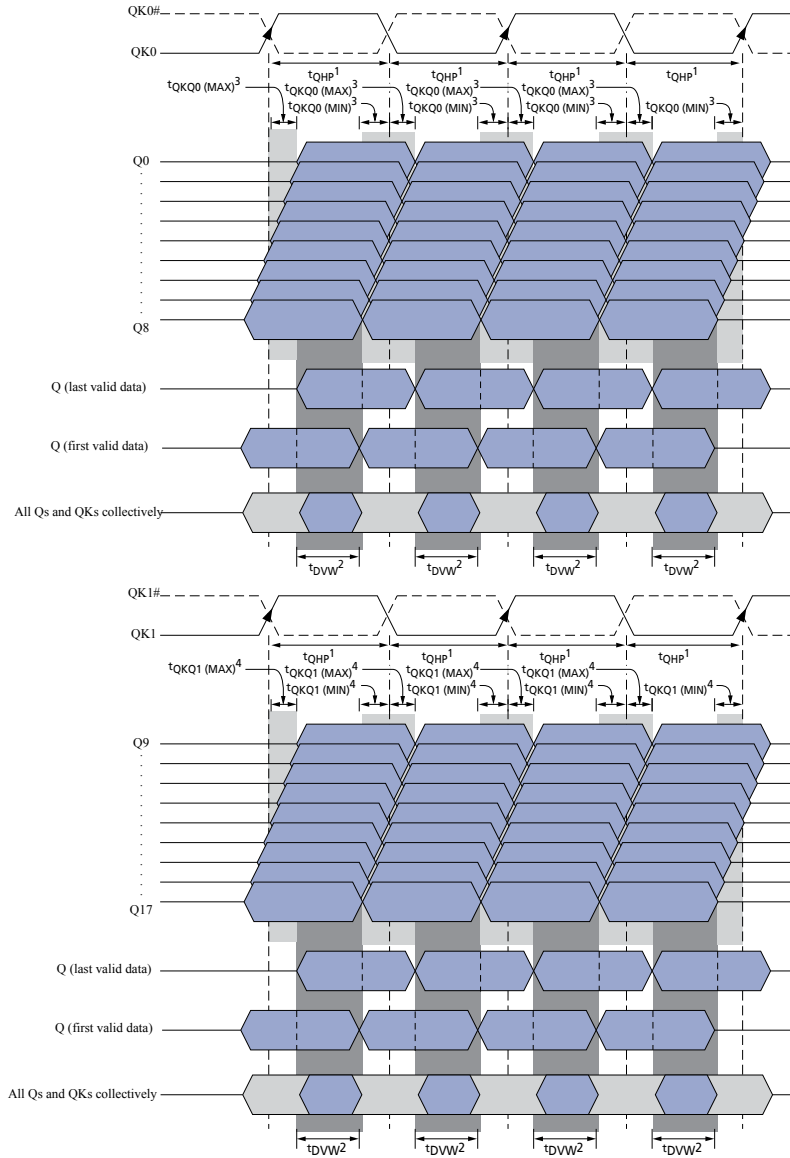 QK0#
QK0
tQHP1 tQHP1 tQHP1 tQHP1
tQKQ0 (MAX)3 tQKQ0 (MAX)3 tQKQ0 (MAX)3 tQKQ0 (MAX)3
tQKQ0 (MIN)3 tQKQ0 (MIN)3 tQKQ0 (MIN)3 tQKQ0 (MIN)3
Q0
Q8
Q (last valid data)
Q (first valid data)
All Qs and QKs collectively
tDVW2 tDVW2 tDVW2 tDVW2
QK1#
QK1
tQHP1 tQHP1 tQHP1 tQHP1
tQKQ1 (MAX)4 tQKQ1 (MAX)4 tQKQ1 (MAX)4 tQKQ1 (MAX)4
tQKQ1 (MIN)4 tQKQ1 (MIN)4 tQKQ1 (MIN)4 tQKQ1 (MIN)4
Q9
Q17
Q (last valid data)
Q (first valid data)
All Qs and QKs collectively
tDVW2 tDVW2 tDVW2 tDVW2